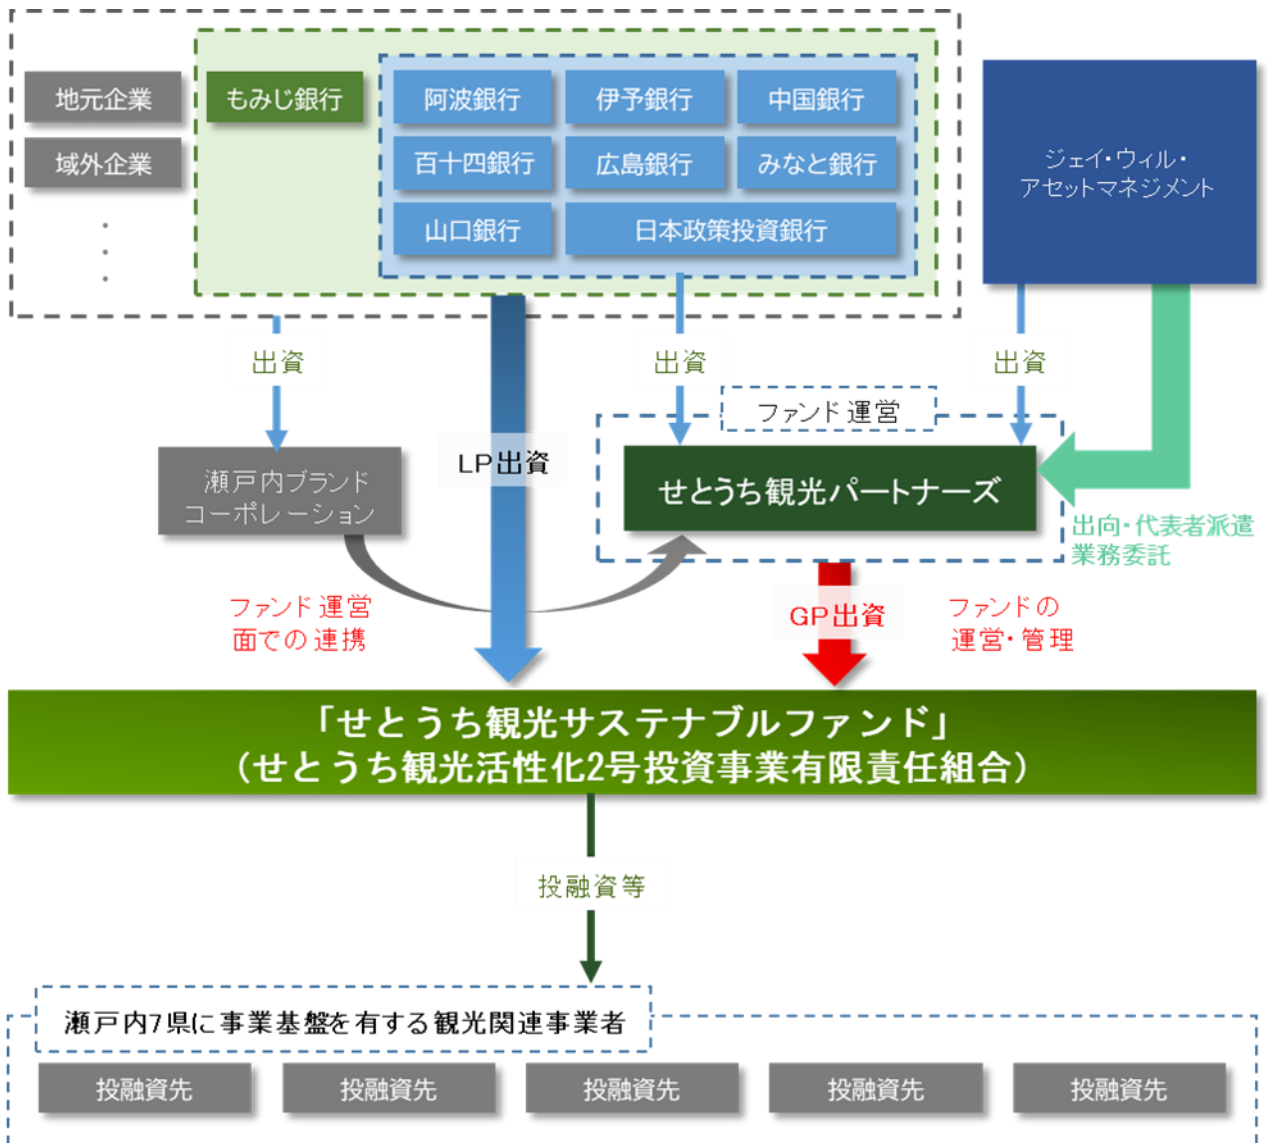 地元企業
域外企業
・
・
・
もみじ銀行
阿波銀行
伊予銀行
中国銀行
百十四銀行
広島銀行
みなと銀行
山口銀行
日本政策投資銀行
ジェイ・ウィル・
アセットマネジメント
出資
出資
出資
ファンド運営
瀬戸内ブランド
コーポレーション
LP出資
せとうち観光パートナーズ
出向・代表者派遣
業務委託
ファンド運営
面での連携
GP出資
ファンドの
運営・管理
「せとうち観光サステナブルファンド」
（せとうち観光活性化2号投資事業有限責任組合）
投融資等
瀬戸内7県に事業基盤を有する観光関連事業者
投融資先
投融資先
投融資先
投融資先
投融資先